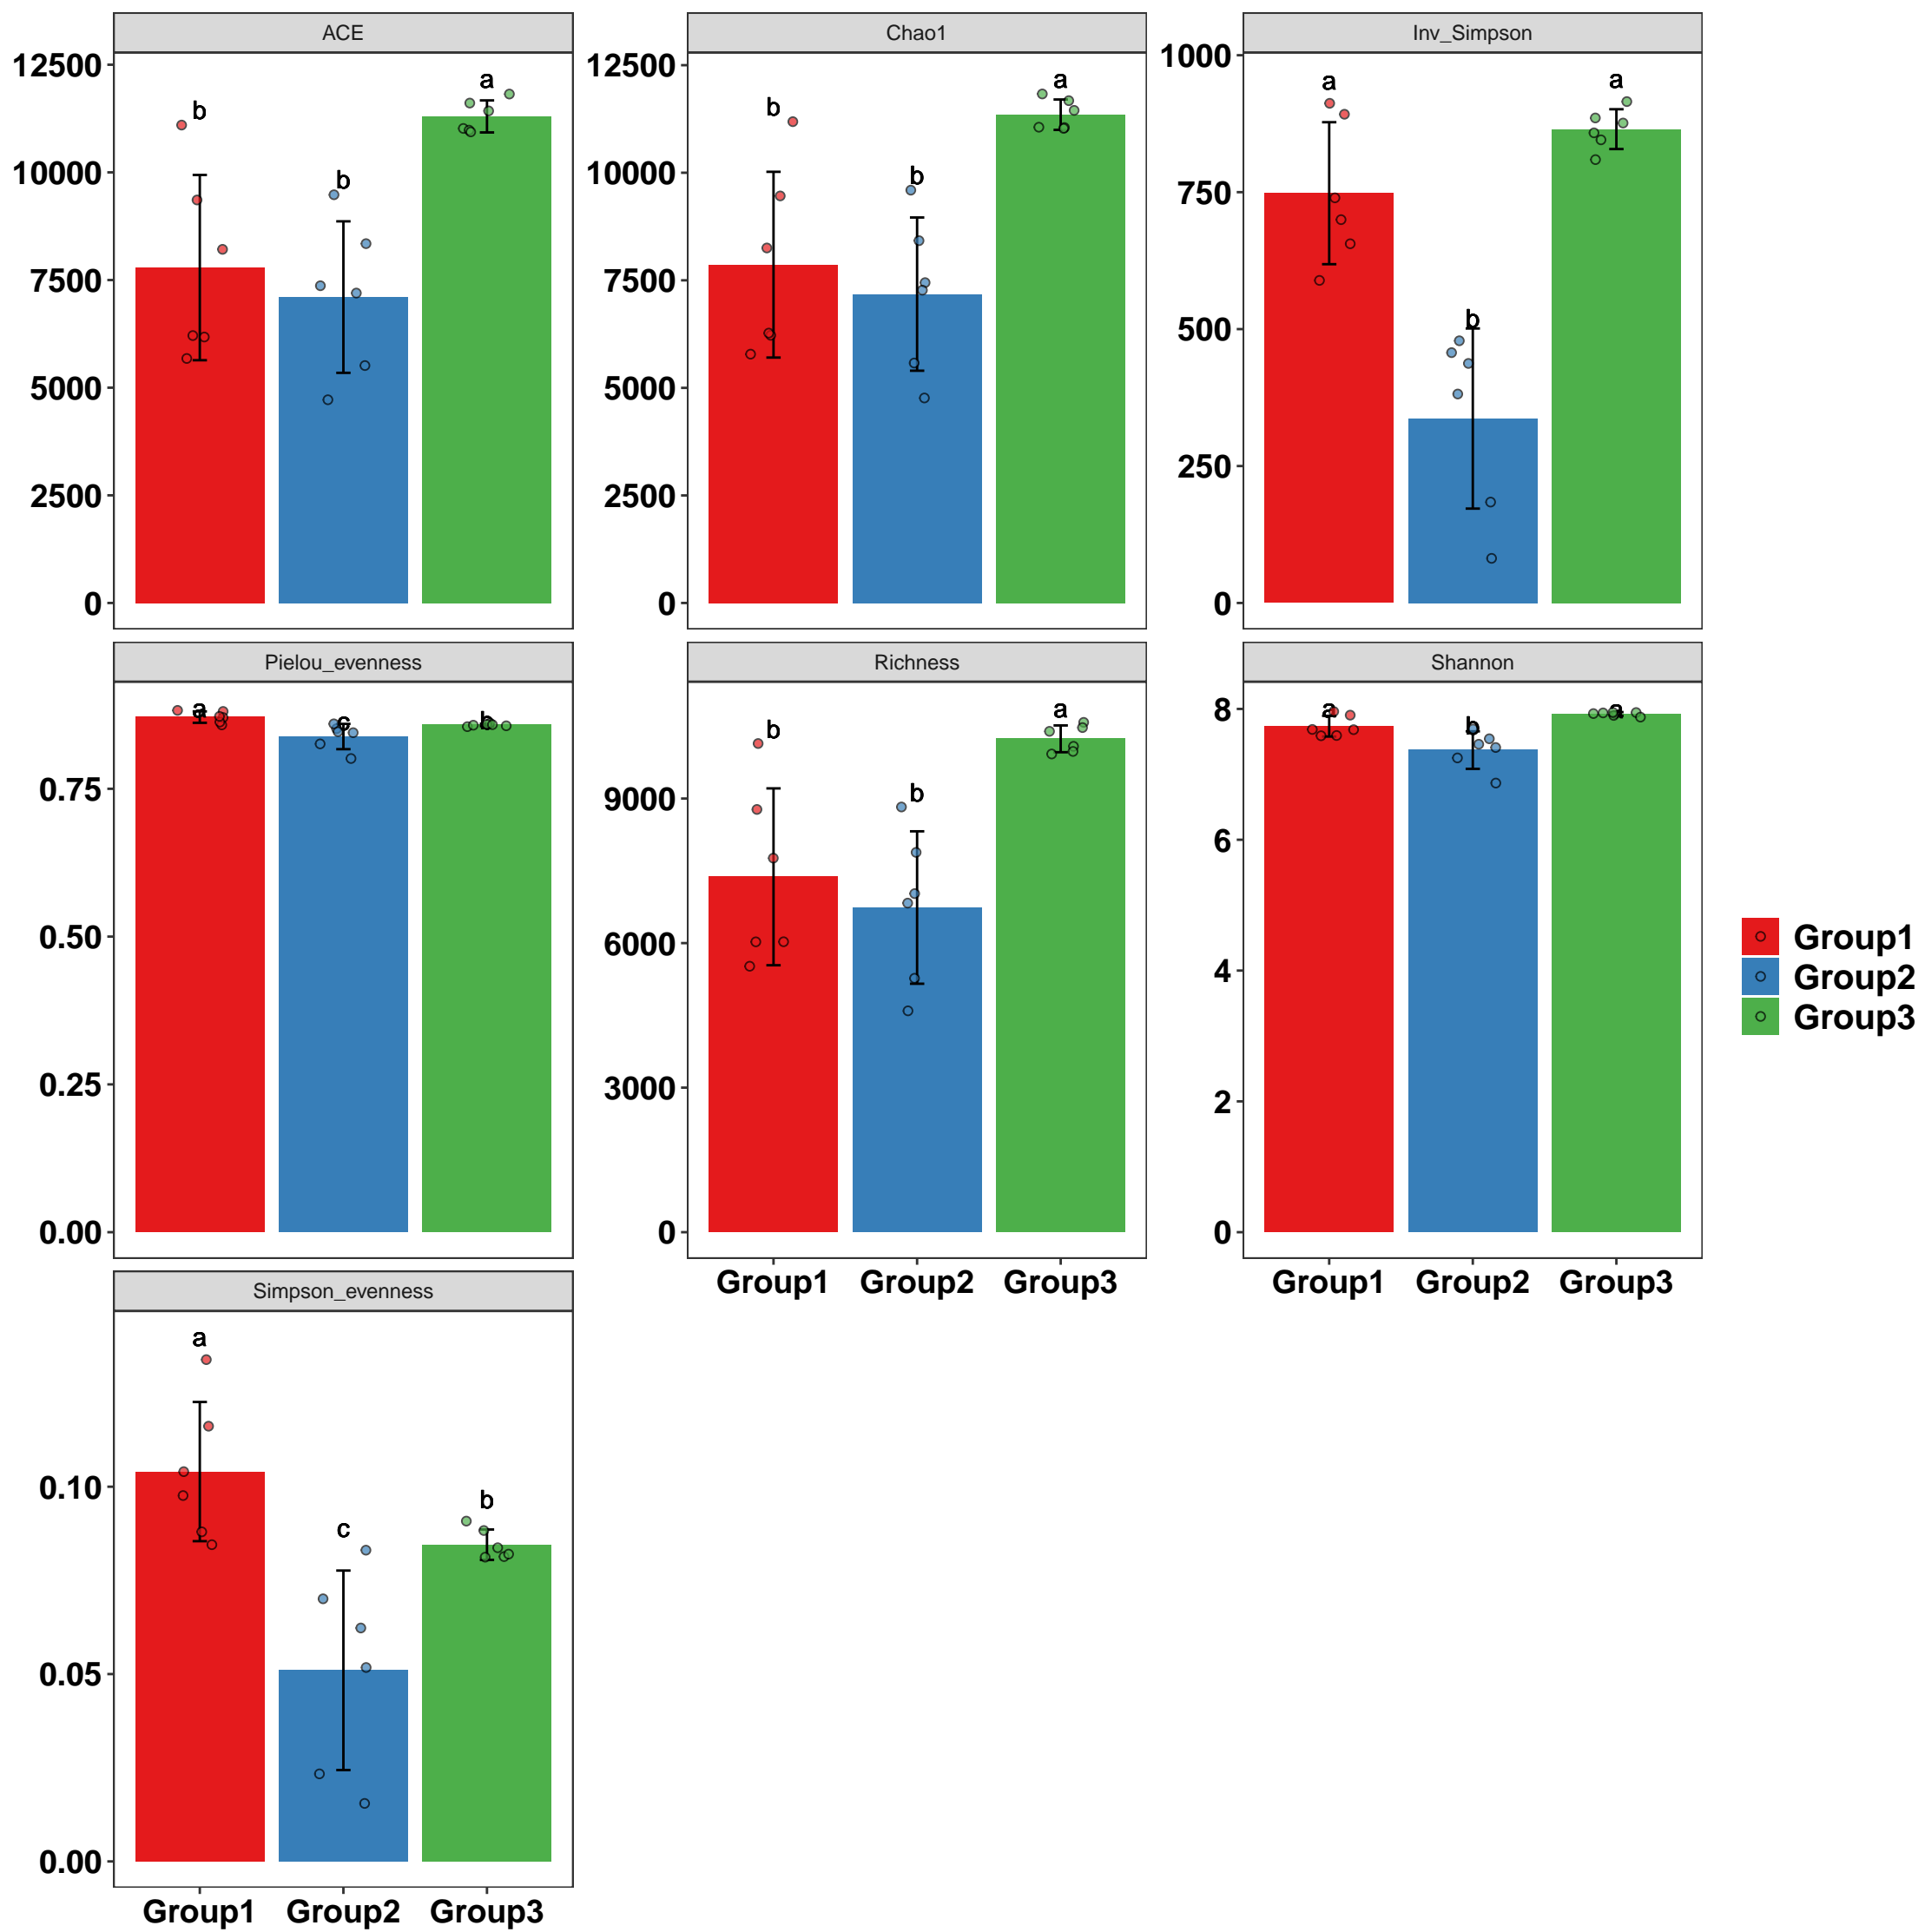 ACE
12500
10000
7500
5000
2500
0
b
b
a
Chao1
12500
10000
7500
5000
2500
0
b
b
a
Inv_Simpson
1000
750
500
250
0
a
b
a
Pielou_evenness
0.75
0.50
0.25
0.00
a
c
b
Richness
9000
6000
3000
0
b
b
a
Group1 Group2 Group3
Shannon
8
6
4
2
0
a
b
a
Group1 Group2 Group3
Simpson_evenness
0.10
0.05
0.00
a
c
b
Group1 Group2 Group3
Group1
Group2
Group3